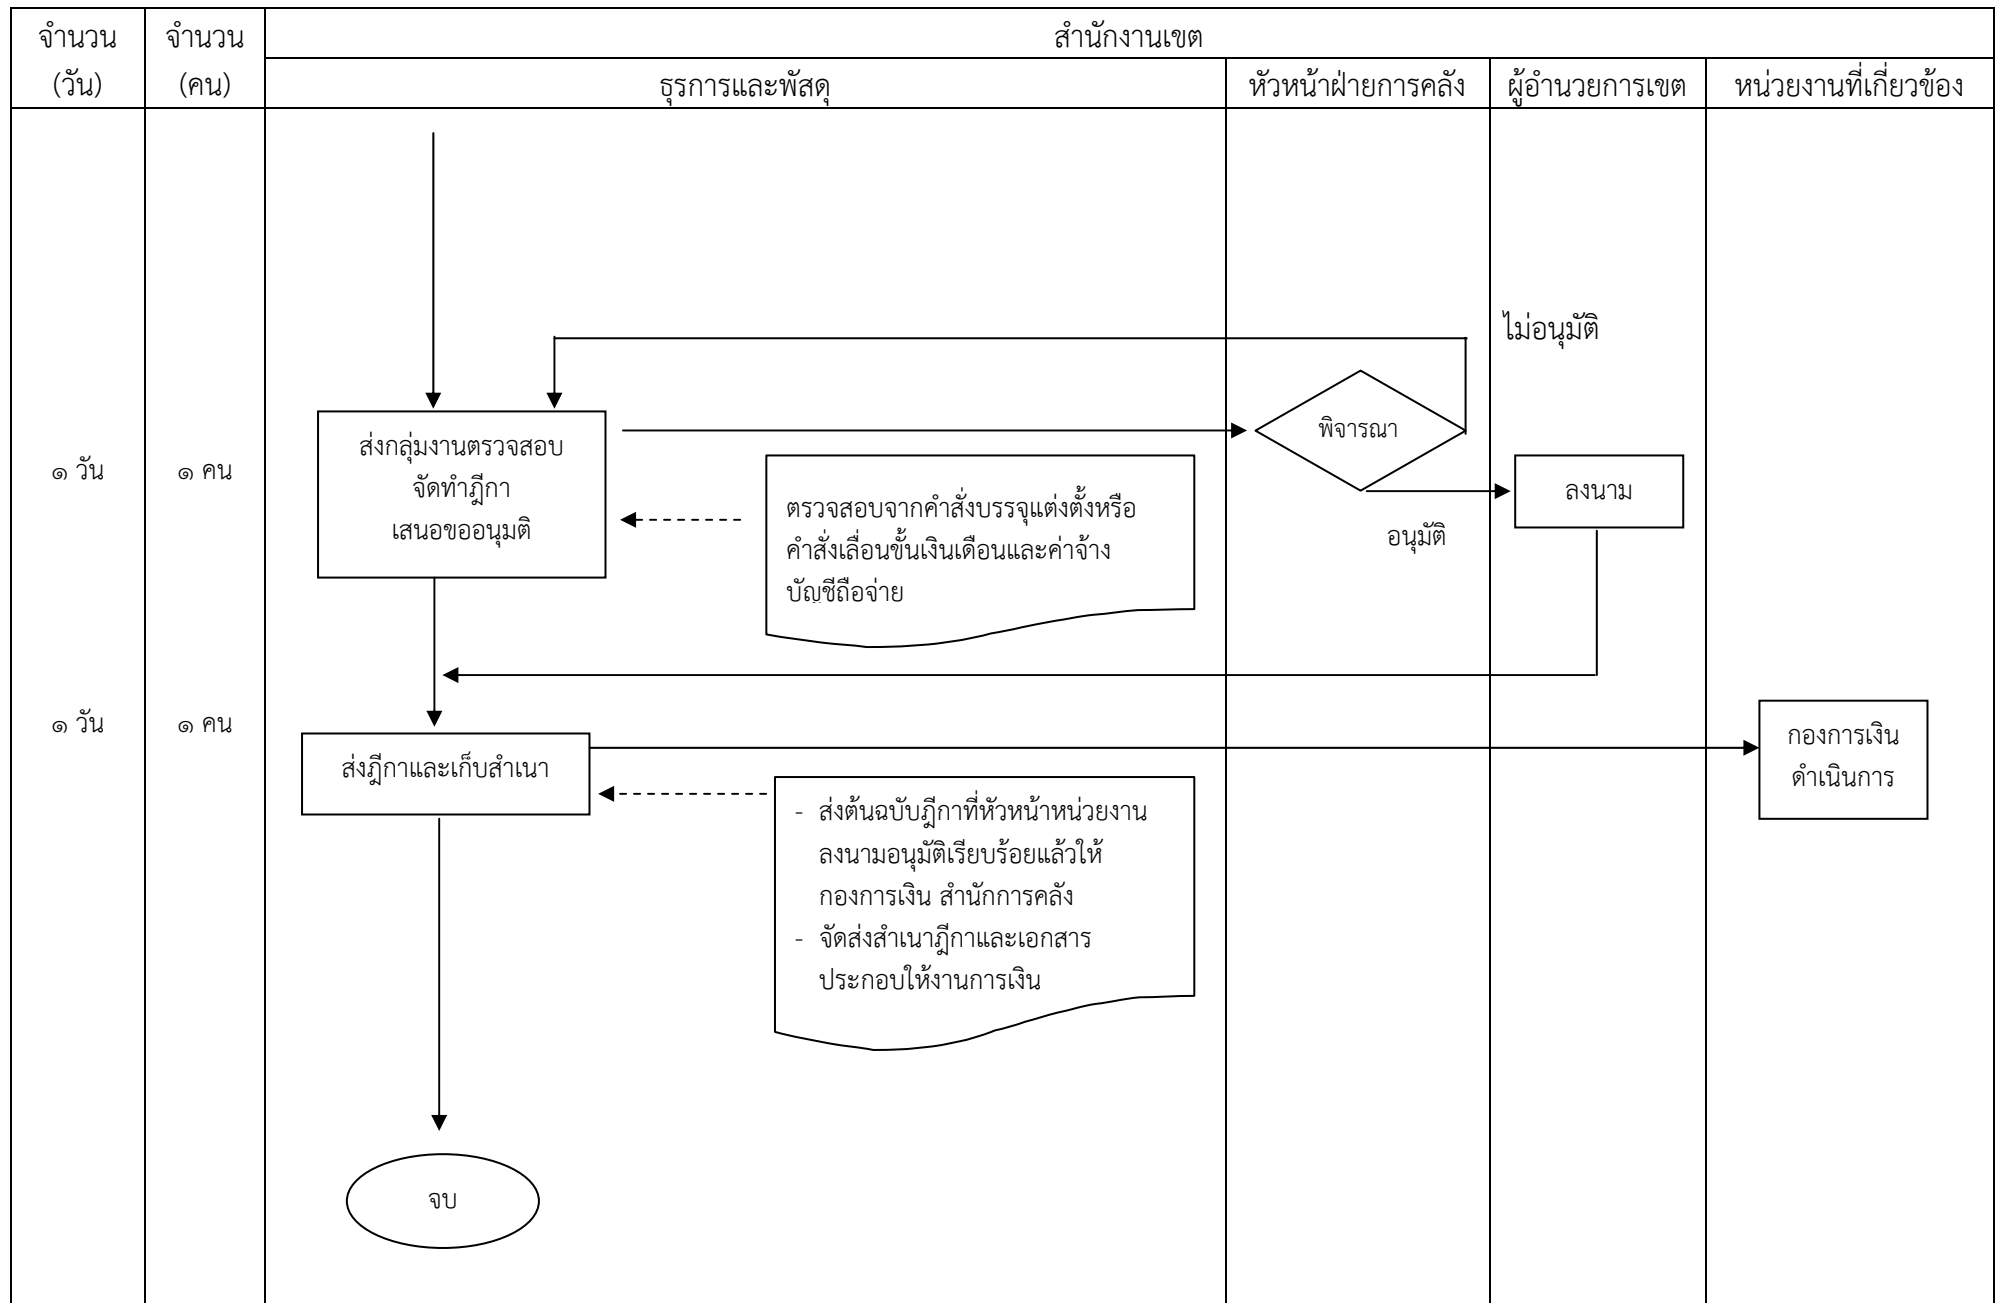 จำนวน
(วัน)
จำนวน
(คน)
สำนักงานเขต
ธุรการและพัสดุ
หัวหน้าฝ่ายการคลัง
ผู้อำนวยการเขต
หน่วยงานที่เกี่ยวข้อง
ไม่อนุมัติ
๑ วัน
๑ คน
ส่งกลุ่มงานตรวจสอบ
จัดทำฎีกา
เสนอขออนุมติ
พิจารณา
ลงนาม
อนุมัติ
ตรวจสอบจากคำสั่งบรรจุแต่งตั้งหรือ
คำสั่งเลื่อนขั้นเงินเดือนและค่าจ้าง
บัญชีถือจ่าย
๑ วัน
๑ คน
ส่งฎีกาและเก็บสำเนา
กองการเงิน
ดำเนินการ
- ส่งต้นฉบับฎีกาที่หัวหน้าหน่วยงาน
ลงนามอนุมัติเรียบร้อยแล้วให้
กองการเงิน สำนักการคลัง
- จัดส่งสำเนาฎีกาและเอกสาร
ประกอบให้งานการเงิน
จบ